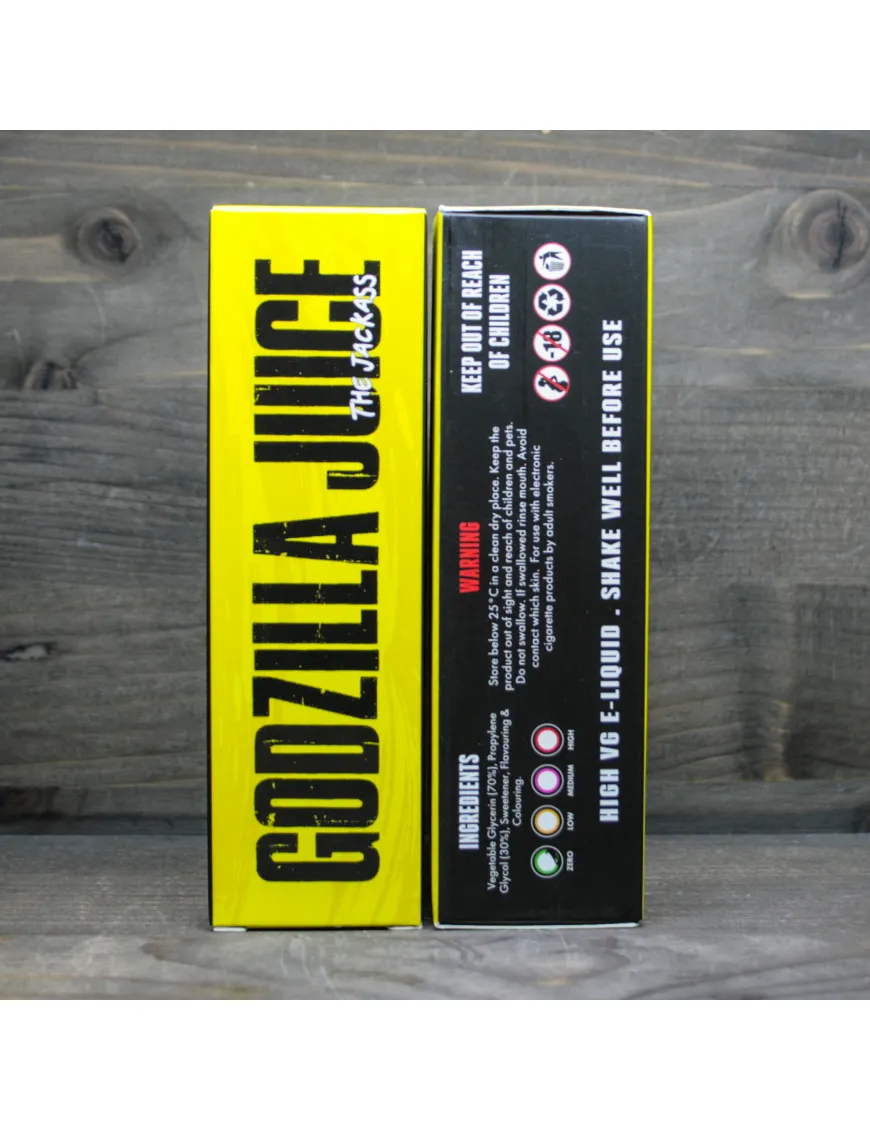 GODZILLA JUICE
THE JACKASS
INGREDIENTS
Vegetable Glycerin (70%), Propylene
Glycol (30%), Sweetener, Flavouring &
Colouring.
ZERO
LOW
MEDIUM
HIGH
WARNING
Store below 25°C in a clean dry place. Keep the
product out of sight and reach of children and pets.
Do not swallow. If swallowed rinse mouth. Avoid
contact which skin. For use with electronic
cigarette products by adult smokers.
KEEP OUT OF REACH
OF CHILDREN
-18
HIGH VG E-LIQUID . SHAKE WELL BEFORE USE